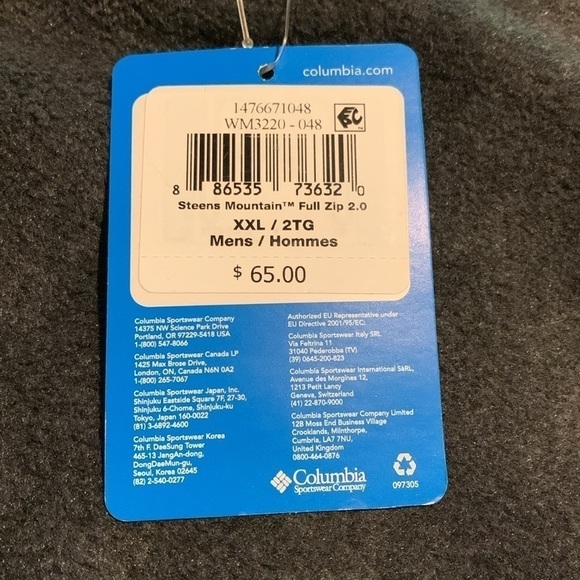 columbia.com
1476671048
WM3220 - 048
8 86535 73632 0
Steens Mountain™ Full Zip 2.0
XXL / 2TG
Mens / Hommes
$ 65.00
Columbia Sportswear Company
14375 NW Science Park Drive
Portland, OR 97229-5418 USA
1-(800) 547-8066
Columbia Sportswear Canada LP
1425 Max Brose Drive,
London, ON, Canada N6N 0A2
1-(800) 265-7067
Columbia Sportswear Japan, Inc.
Shinjuku Eastside Square 7F, 27-30,
Shinjuku 6-Chome, Shinjuku-ku
Tokyo, Japan 160-0022
(81) 3-6892-4600
Columbia Sportswear Korea
7th F. DaeSung Tower
465-13 JangAn-dong,
DongDaeMun-gu,
Seoul, Korea 02645
(82) 2-540-0277
Authorized EU Representative under
EU Directive 2001/95/EC:
Columbia Sportswear Italy SRL
Via Feltrina 11
31040 Pederobba (TV)
(39) 0645-200-823
Columbia Sportswear International SàRL,
Avenue des Morgines 12,
1213 Petit Lancy
Geneva, Switzerland
(41) 22-870-9000
Columbia Sportswear Company Limited
12B Moss End Business Village
Crooklands, Milnthorpe,
Cumbria, LA7 7NU,
United Kingdom
0800-464-0876
Columbia
Sportswear Company
097305